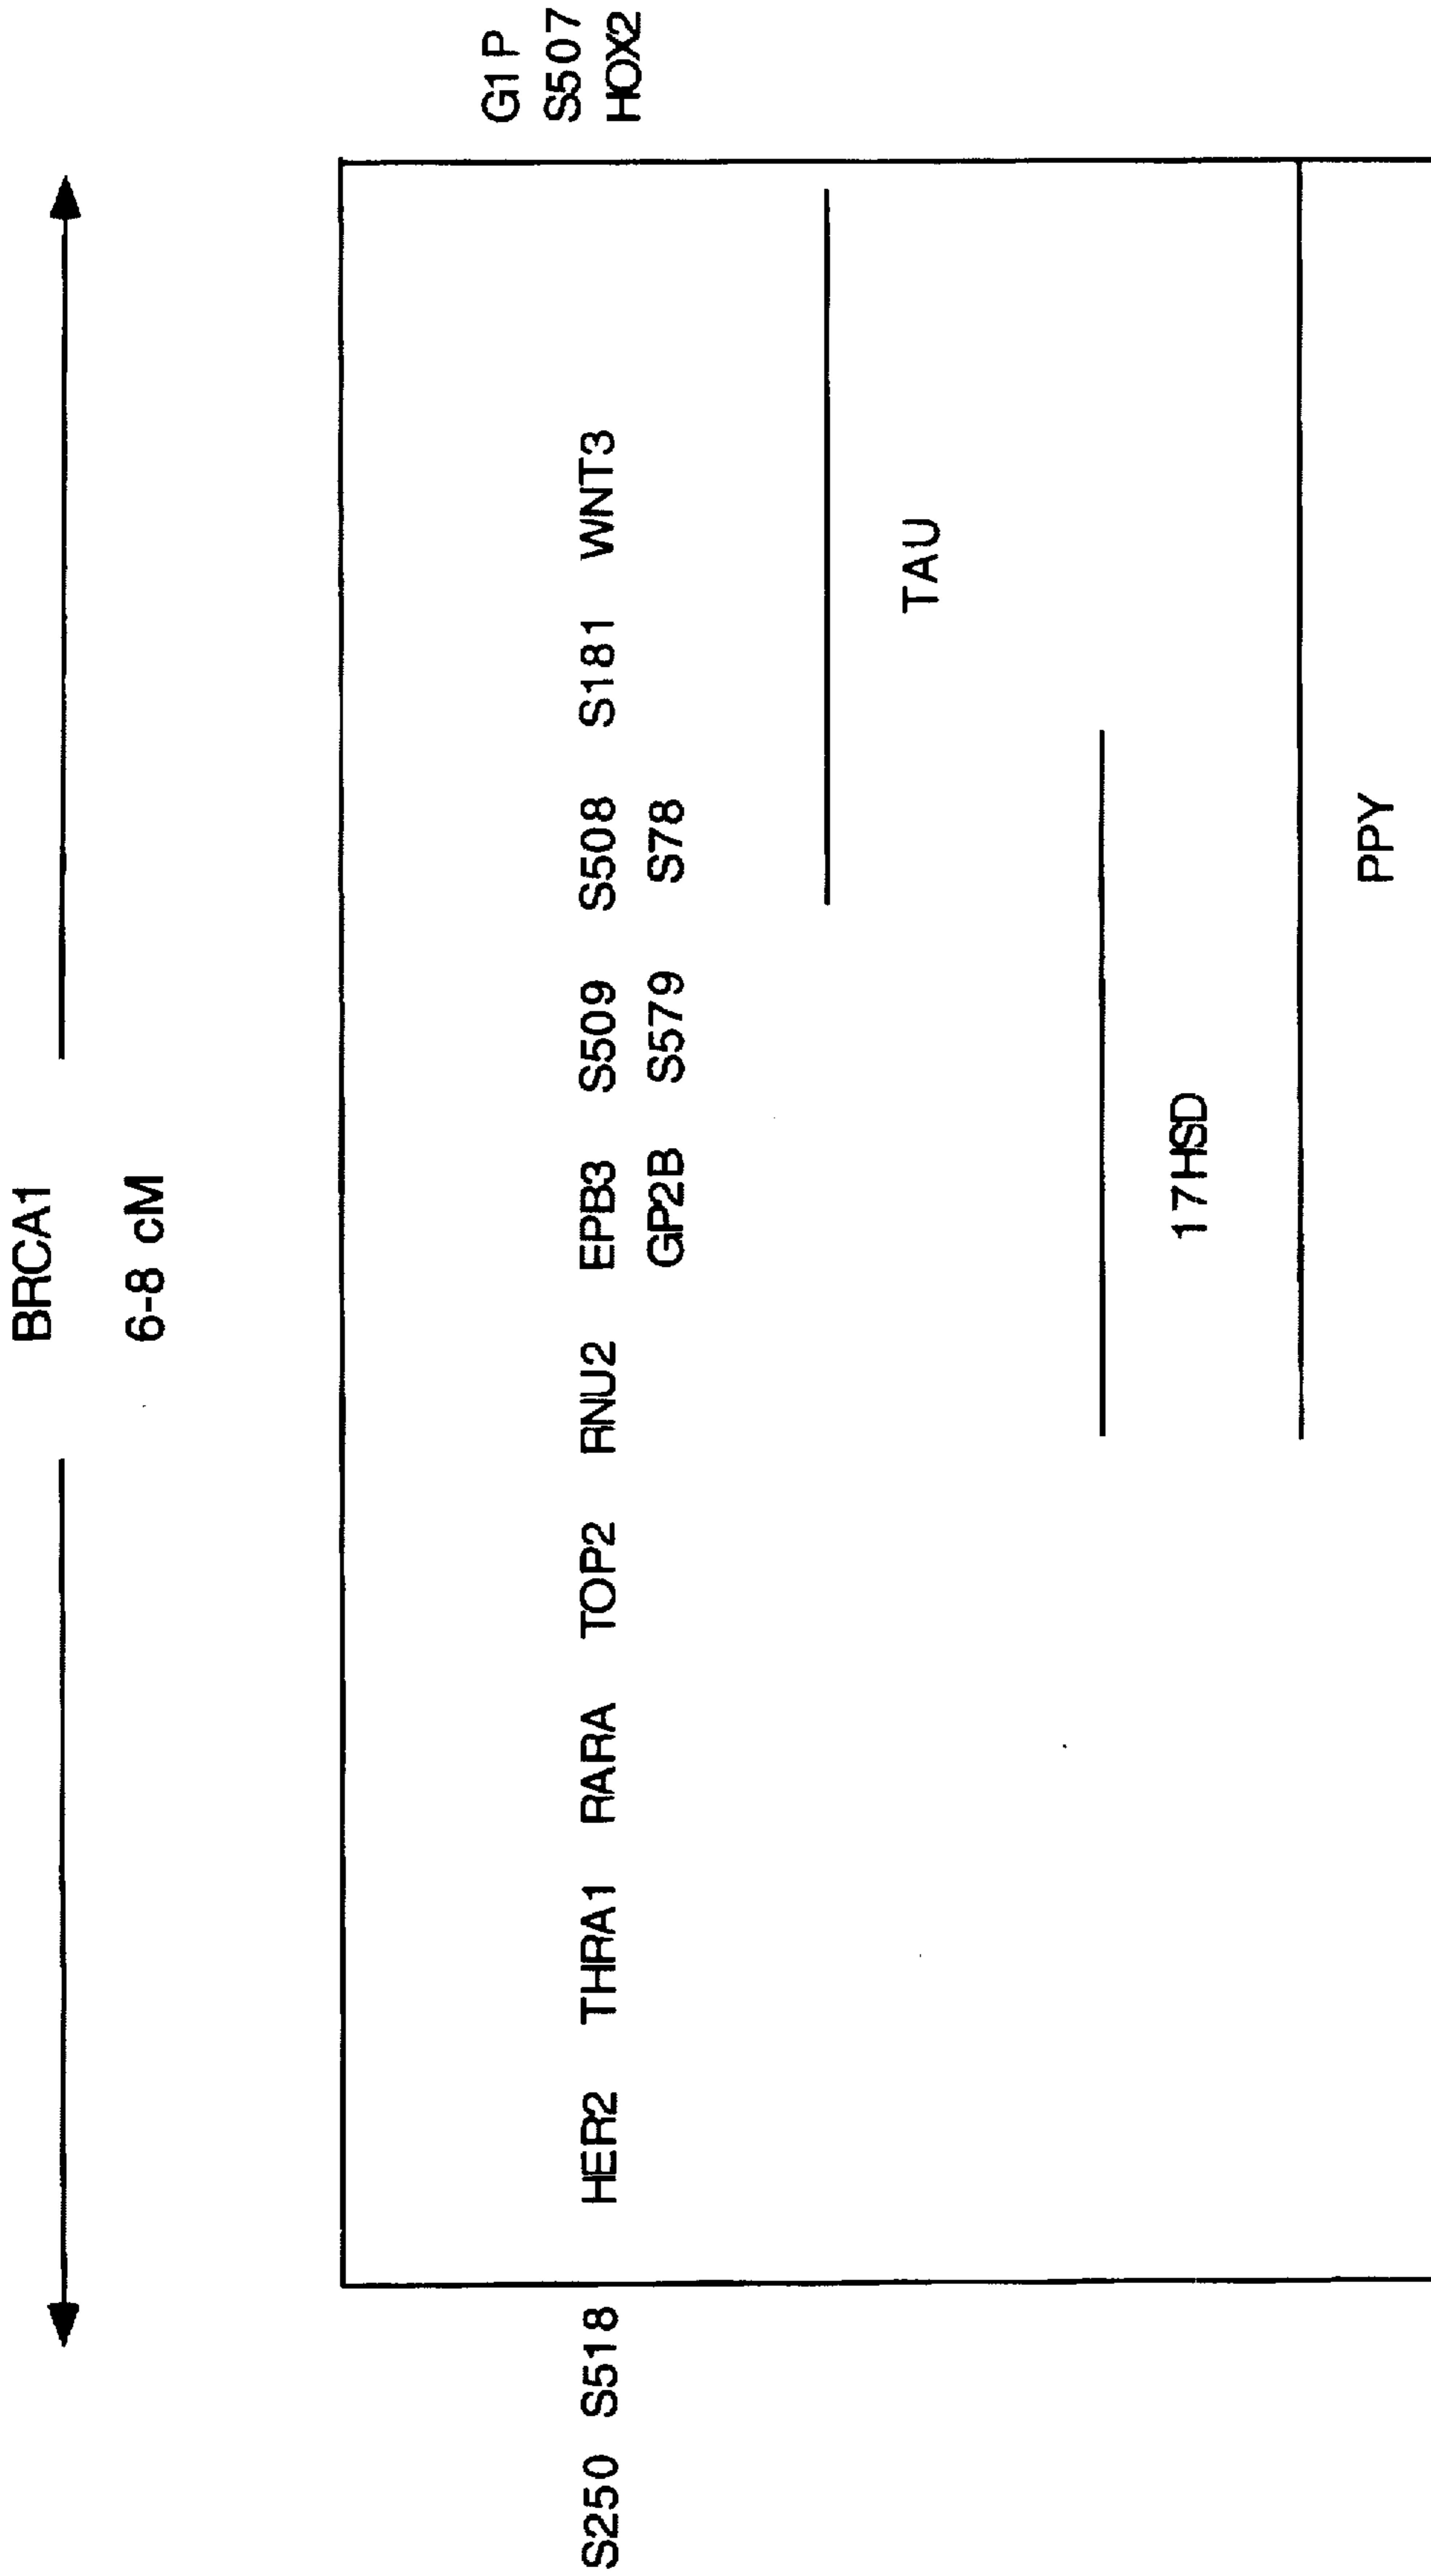 BRCA1
6-8 cM
G1P
S507
S250 S518 HER2 THRA1 RARA TOP2 RNU2 EPB3 S509 S508 S181 WNT3 HOX2
GP2B S579 S78
TAU
17HSD
PPY